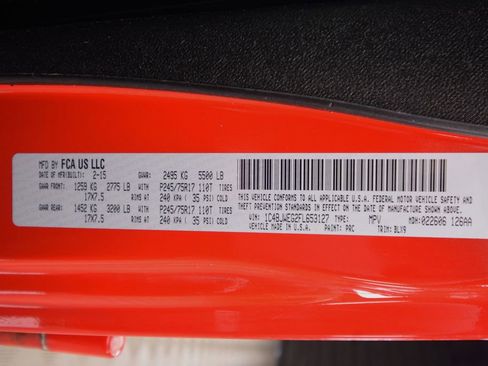 MFD BY FCA US LLC
DATE OF MFR(BUILT): 2-15 GVWR: 2495 KG 5500 LB
GAWR FRONT: 1259 KG 2775 LB WITH P245/75R17 110T TIRES
17X7.5 RIMS AT 240 KPA ( 35 PSI) COLD
GAWR REAR: 1452 KG 3200 LB WITH P245/75R17 110T TIRES
17X7.5 RIMS AT 240 KPA ( 35 PSI) COLD
THIS VEHICLE CONFORMS TO ALL APPLICABLE U.S.A. FEDERAL MOTOR VEHICLE SAFETY AND
THEFT PREVENTION STANDARDS IN EFFECT ON THE DATE OF MANUFACTURE SHOWN ABOVE.
VIN: 1C4BJWEG2FL653127 TYPE: MPV MDH: 022606 126AA
VEHICLE MADE IN U.S.A. PAINT: PRC TRIM: BLX9